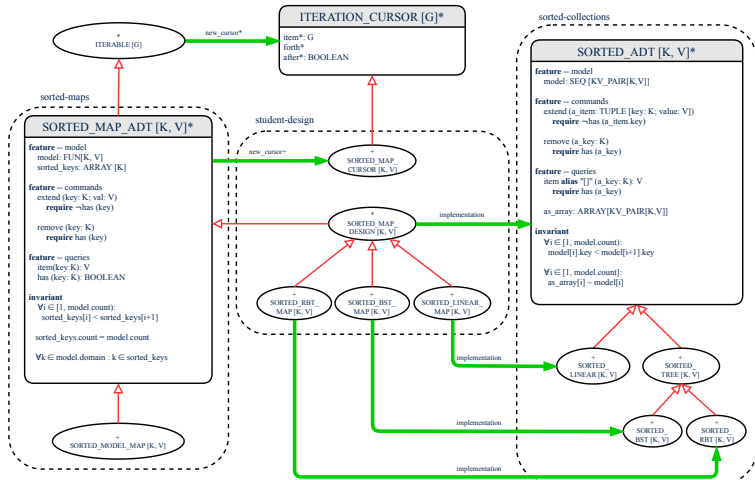 *
ITERABLE [G]
new_cursor*
ITERATION_CURSOR [G]*
item*: G
forth*
after*: BOOLEAN
sorted-maps
SORTED_MAP_ADT [K, V]*
feature -- model
model: FUN[K, V]
sorted_keys: ARRAY [K]
feature -- commands
extend (key: K; val: V)
require ¬has (key)
remove (key: K)
require has (key)
feature -- queries
item(key:K): V
has (key: K): BOOLEAN
invariant
∀i ∈ [1, model.count):
sorted_keys[i] < sorted_keys[i+1]
sorted_keys.count = model.count
∀k ∈ model.domain : k ∈ sorted_keys
+
SORTED_MODEL_MAP [K, V]
student-design
new_cursor+
+
SORTED_MAP_
CURSOR [K, V]
*
SORTED_MAP_
DESIGN [K, V]
implementation
+
SORTED_RBT_
MAP [K, V]
+
SORTED_BST_
MAP [K, V]
+
SORTED_LINEAR_
MAP [K, V]
implementation
implementation
implementation
sorted-collections
SORTED_ADT [K, V]*
feature -- model
model: SEQ [KV_PAIR[K,V]]
feature -- commands
extend (a_item: TUPLE [key: K; value: V])
require ¬has (a_item.key)
remove (a_key: K)
require has (a_key)
feature -- queries
item alias "[]" (a_key: K): V
require has (a_key)
as_array: ARRAY[KV_PAIR[K,V]]
invariant
∀i ∈ [1, model.count):
model[i].key < model[i+1].key
∀i ∈ [1, model.count]:
as_array[i] ~ model[i]
+
SORTED_
LINEAR [K, V]
+
SORTED_
TREE [K, V]
+
SORTED_
BST [K, V]
+
SORTED_
RBT [K, V]